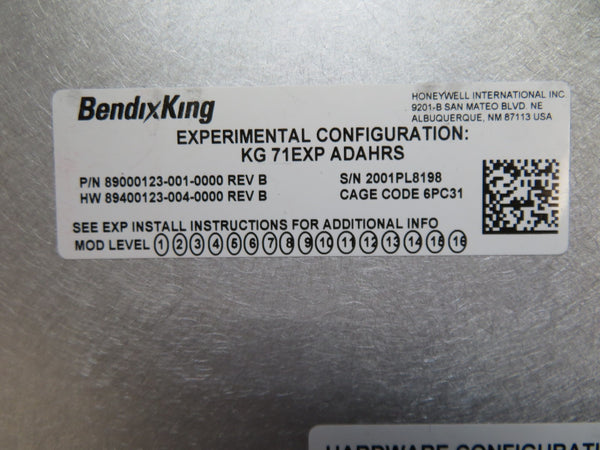 BendixKing
HONEYWELL INTERNATIONAL INC
9201-B SAN MATEO BLVD. NE
ALBUQUERQUE, NM 87113 USA
EXPERIMENTAL CONFIGURATION:
KG 71EXP ADAHRS
P/N 89000123-001-0000 REV B
S/N 2001PL8198
HW 89400123-004-0000 REV B
CAGE CODE 6PC31
SEE EXP INSTALL INSTRUCTIONS FOR ADDITIONAL INFO
MOD LEVEL 1 2 3 4 5 6 7 8 9 10 11 12 13 14 15 16
HARDWARE CONFIGURATI